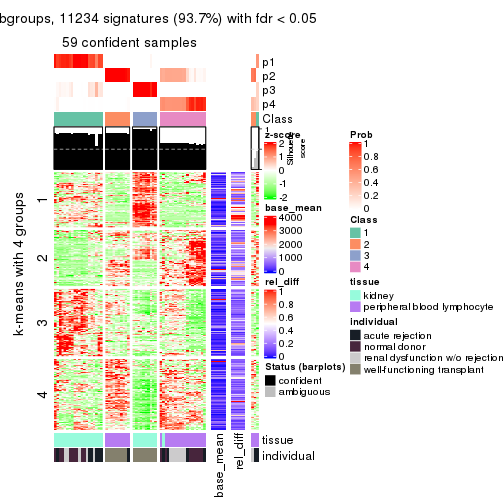 bgroups, 11234 signatures (93.7%) with fdr < 0.05
59 confident samples
p1
p2
p3
p4
Class
1
Silhouette
score
k-means with 4 groups
1
2
3
4
base_mean
rel_diff
tissue
individual
z-score
2
1
0
-1
-2
base_mean
4000
3000
2000
1000
0
rel_diff
1
0.8
0.6
0.4
0.2
0
Status (barplots)
confident
ambiguous
Prob
1
0.8
0.6
0.4
0.2
0
Class
1
2
3
4
tissue
kidney
peripheral blood lymphocyte
individual
acute rejection
normal donor
renal dysfunction w/o rejection
well-functioning transplant